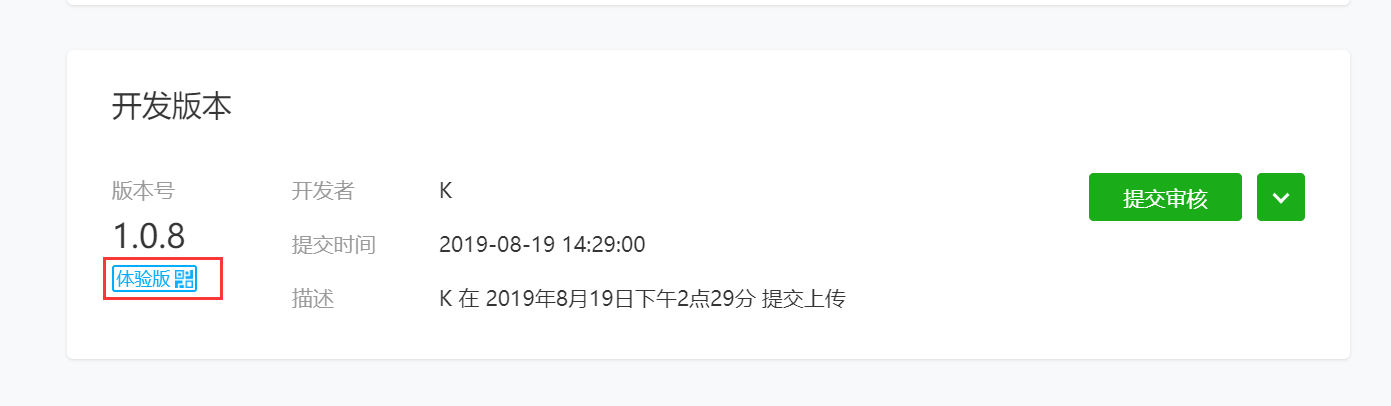 开发版本
版本号
1.0.8
体验版
开发者 K
提交时间 2019-08-19 14:29:00
描述 K 在 2019年8月19日下午2点29分 提交上传
提交审核